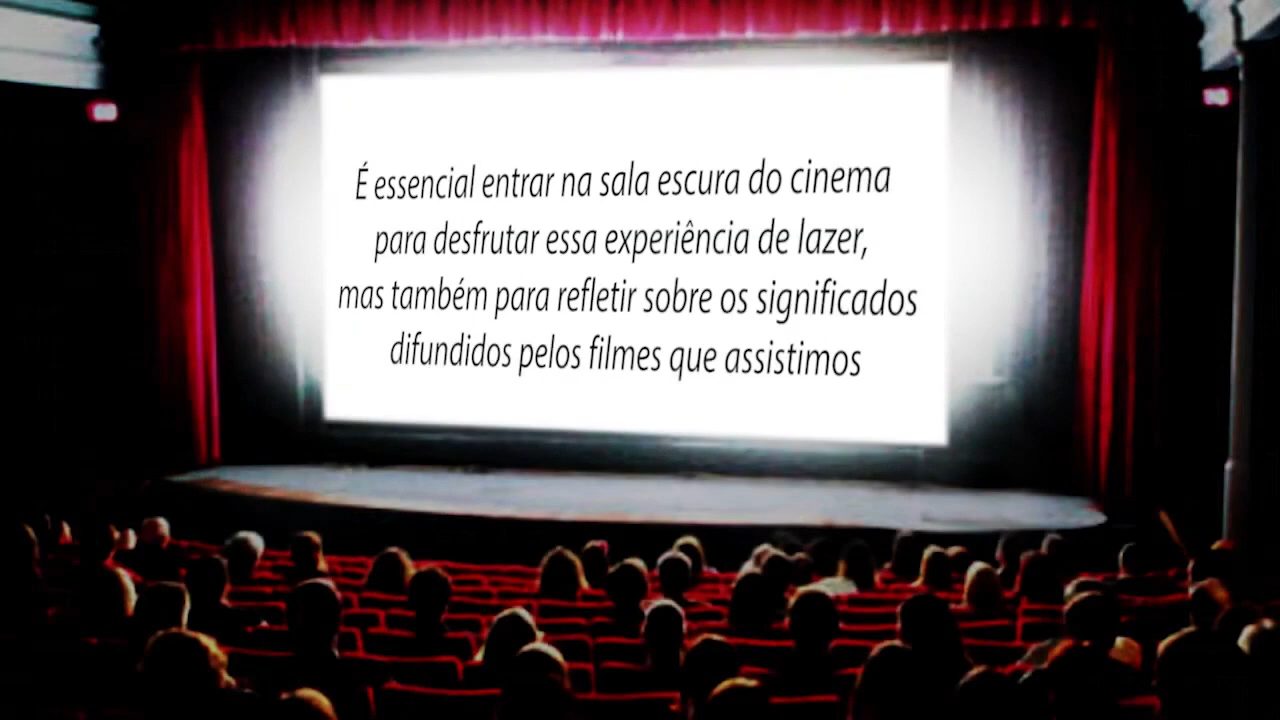 É essencial entrar na sala escura do cinema
para desfrutar essa experiência de lazer,
mas também para refletir sobre os significados
difundidos pelos filmes que assistimos